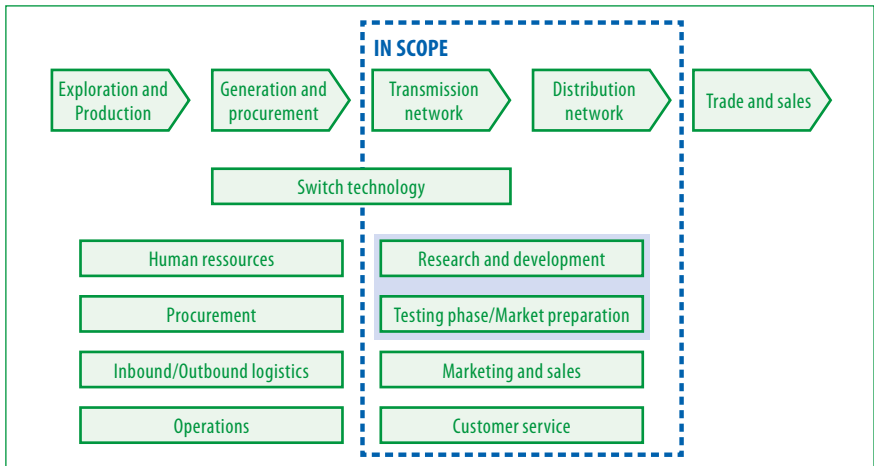 IN SCOPE
Exploration and
Production
Generation and
procurement
Transmission
network
Distribution
network
Trade and sales
Switch technology
Human ressources
Research and development
Procurement
Testing phase/Market preparation
Inbound/Outbound logistics
Marketing and sales
Operations
Customer service